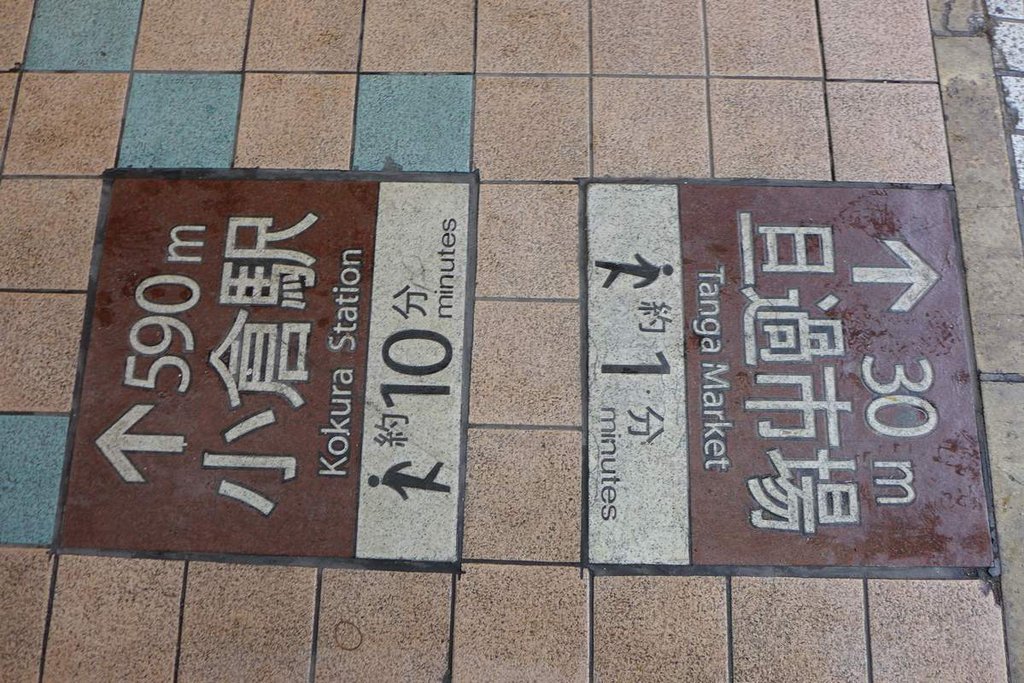 ↑590m
小倉駅
Kokura Station
約10分
minutes
↑ 30m
旦過市場
Tanga Market
約1分
minutes